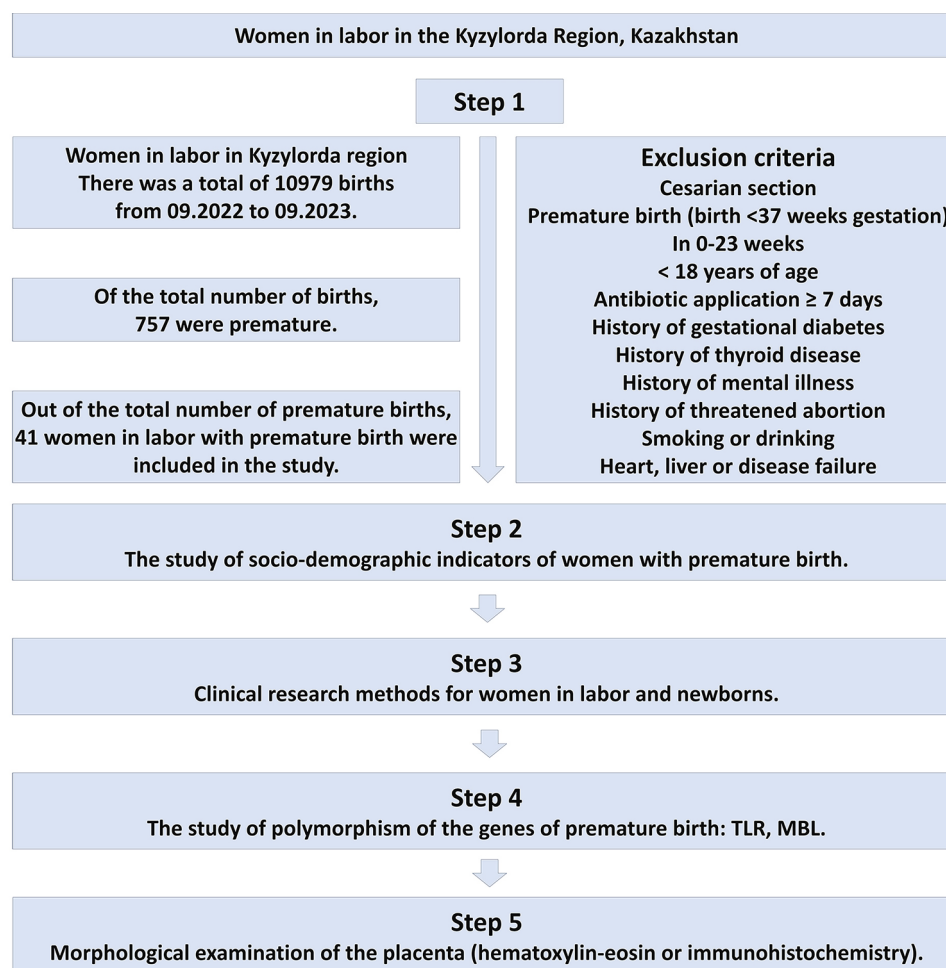 Women in labor in the Kyzylorda Region, Kazakhstan
Step 1
Women in labor in Kyzylorda region
There was a total of 10979 births
from 09.2022 to 09.2023.
Of the total number of births,
757 were premature.
Out of the total number of premature births,
41 women in labor with premature birth were
included in the study.
Exclusion criteria
Cesarian section
Premature birth (birth <37 weeks gestation)
In 0-23 weeks
< 18 years of age
Antibiotic application ≥ 7 days
History of gestational diabetes
History of thyroid disease
History of mental illness
History of threatened abortion
Smoking or drinking
Heart, liver or disease failure
Step 2
The study of socio-demographic indicators of women with premature birth.
Step 3
Clinical research methods for women in labor and newborns.
Step 4
The study of polymorphism of the genes of premature birth: TLR, MBL.
Step 5
Morphological examination of the placenta (hematoxylin-eosin or immunohistochemistry).